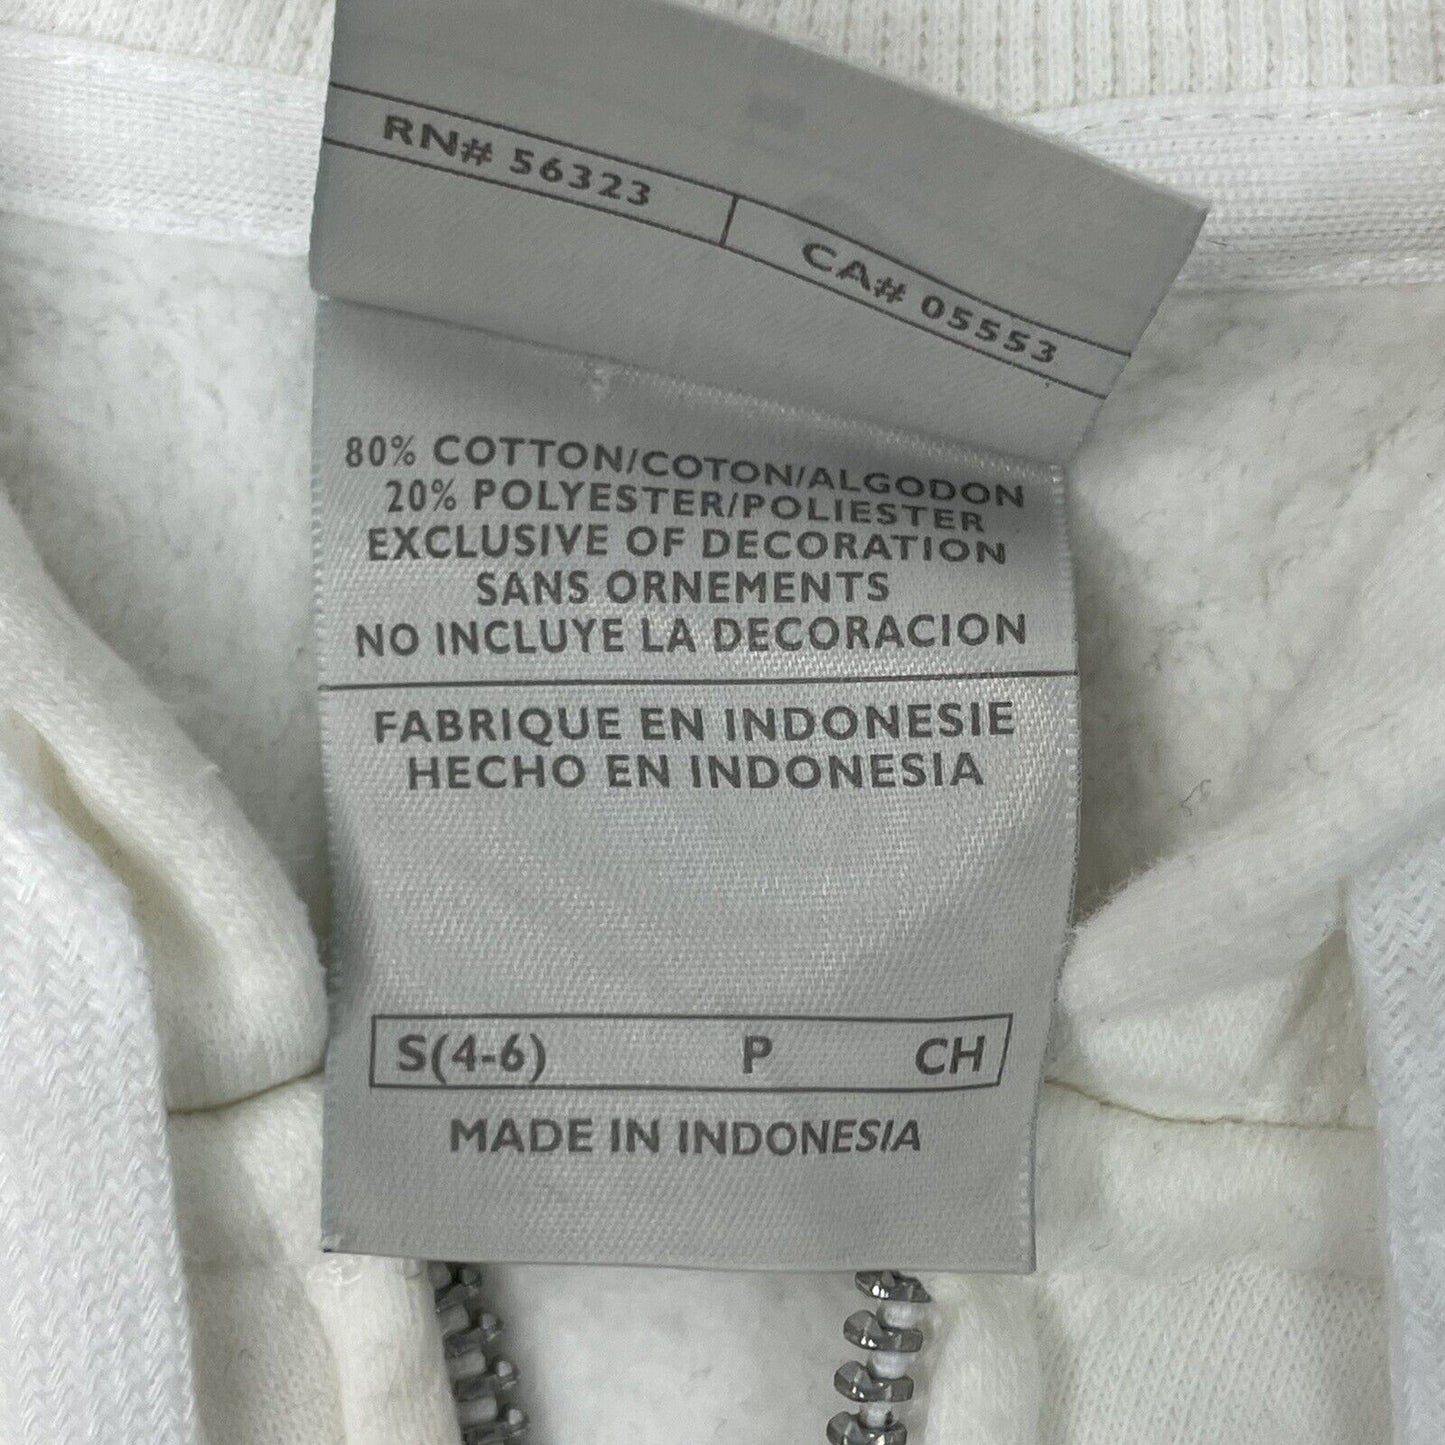 RN# 56323 CA# 05553
80% COTTON/COTON/ALGODON
20% POLYESTER/POLIESTER
EXCLUSIVE OF DECORATION
SANS ORNEMENTS
NO INCLUYE LA DECORACION
FABRIQUE EN INDONESIE
HECHO EN INDONESIA
S(4-6) P CH
MADE IN INDONESIA